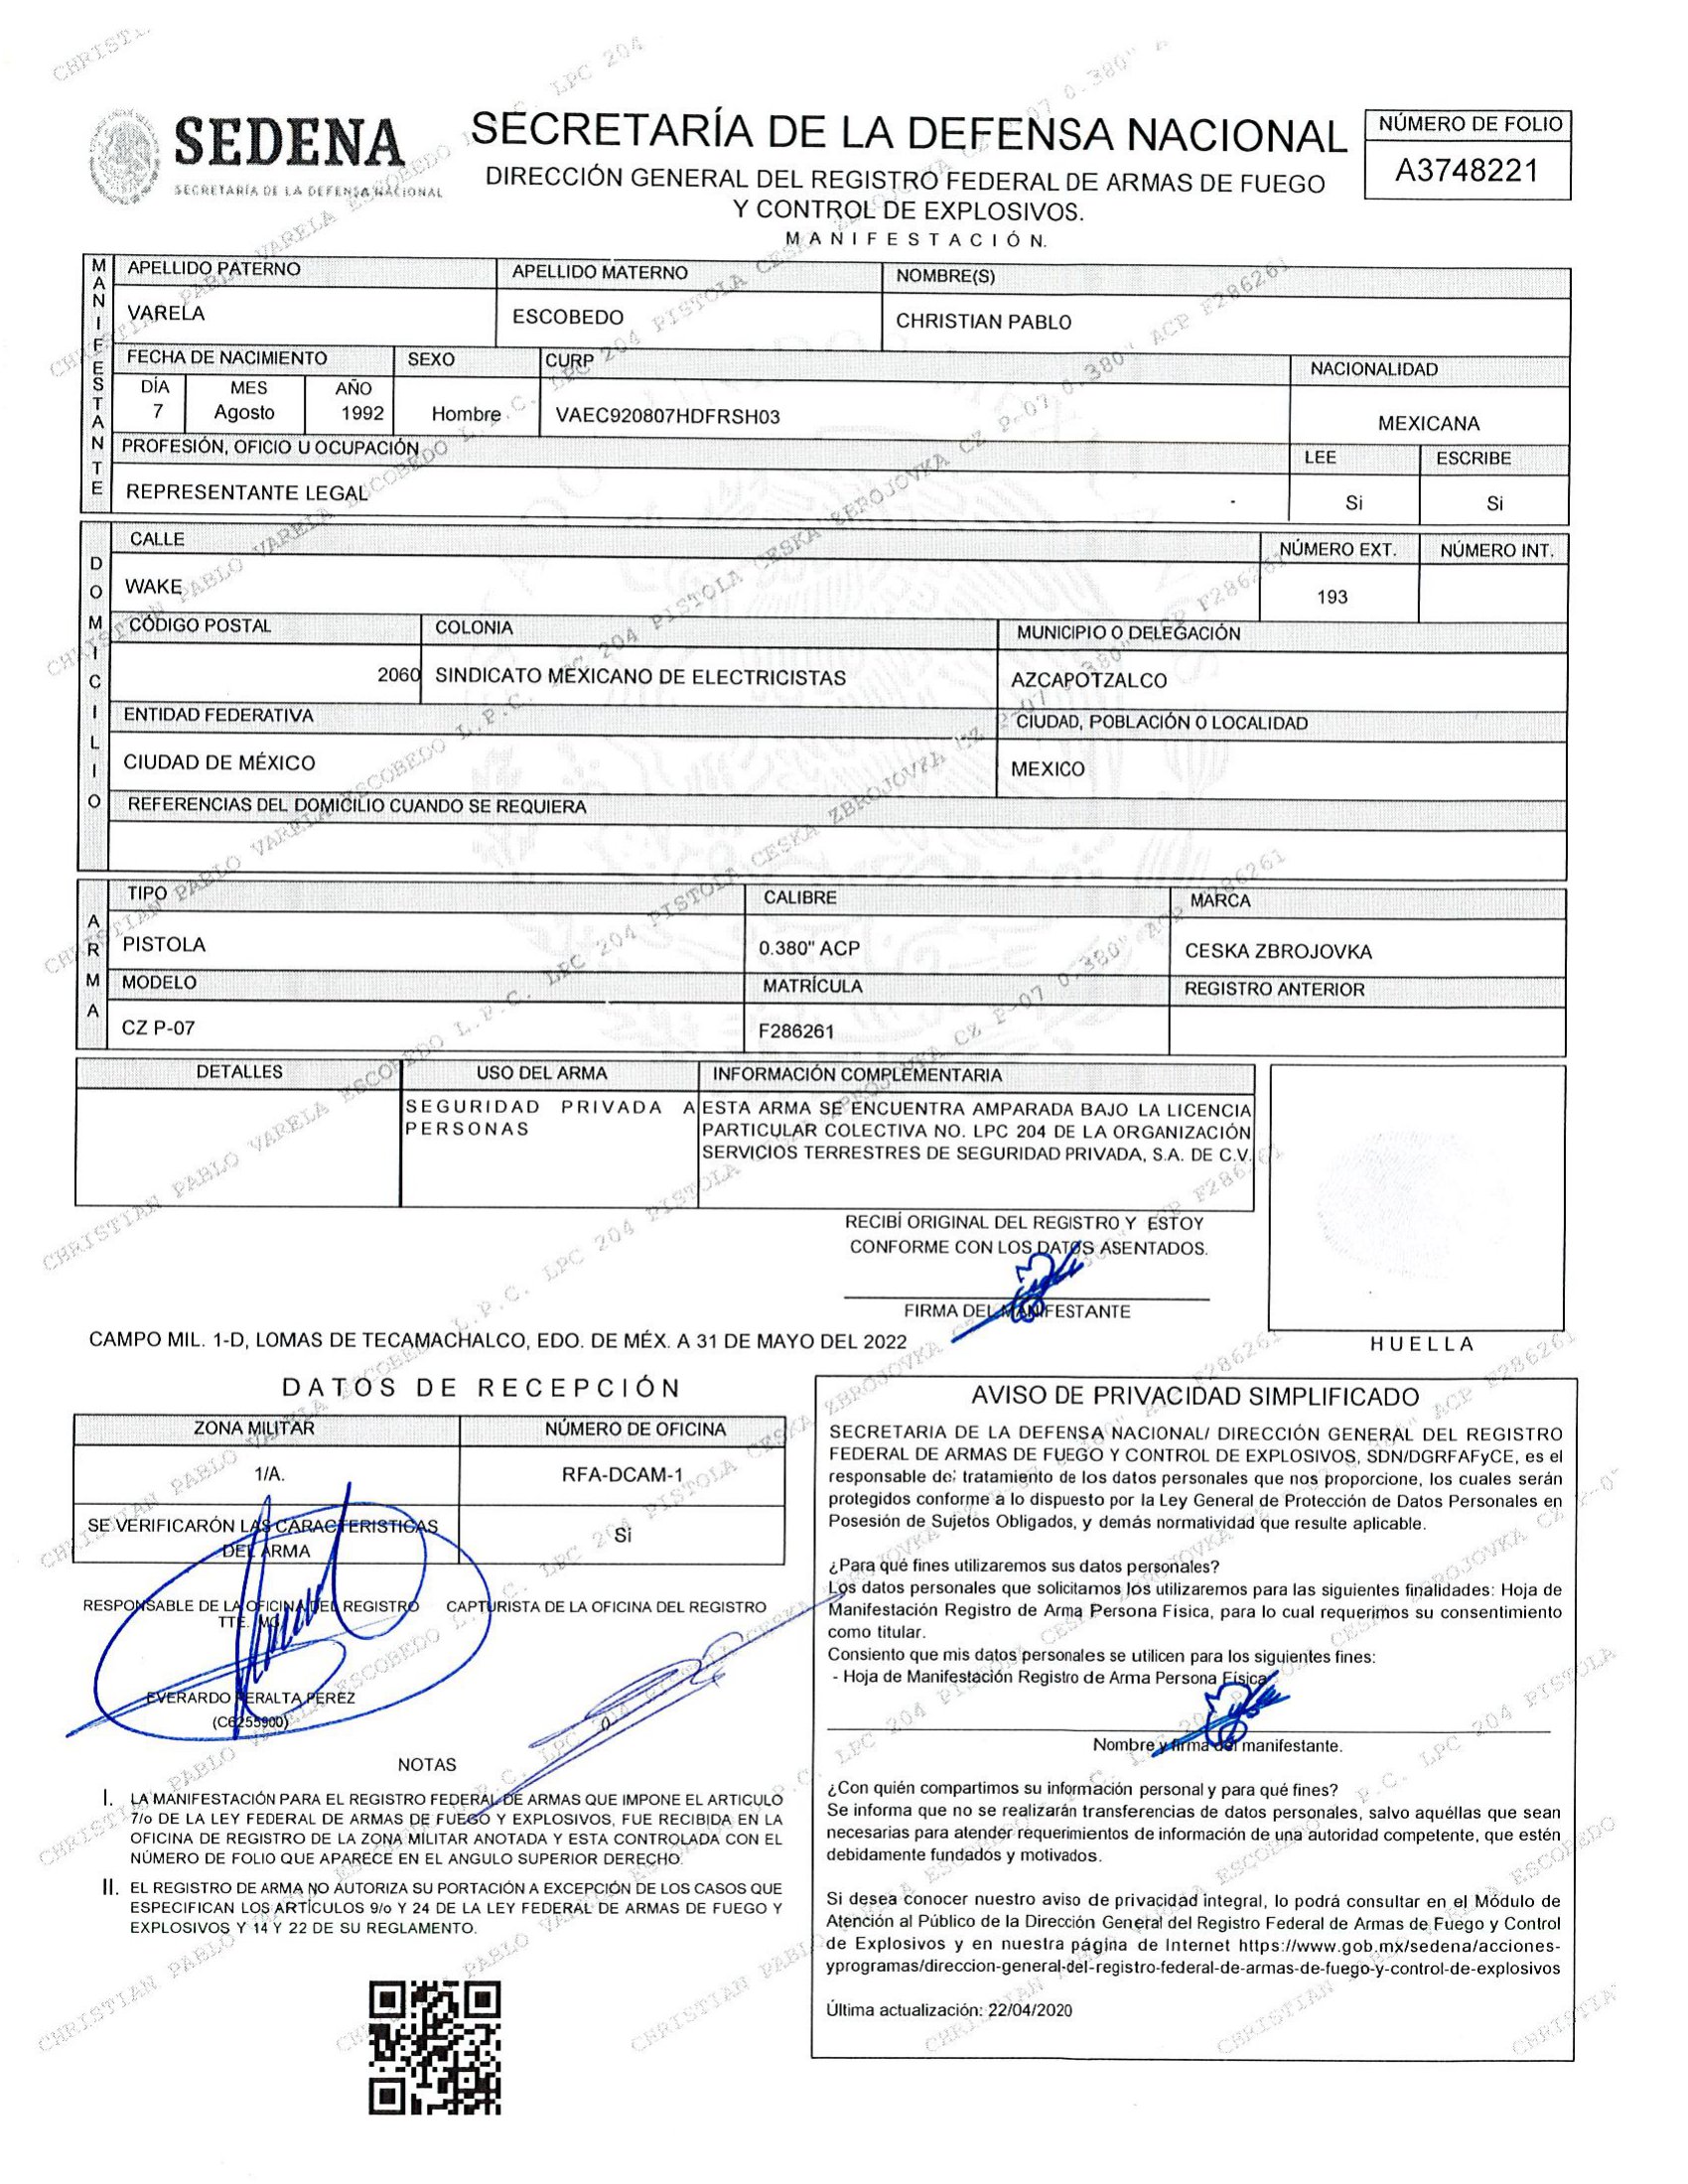 SEDENA
SECRETARÍA DE LA DEFENSA NACIONAL
SECRETARÍA DE LA DEFENSA NACIONAL
DIRECCIÓN GENERAL DEL REGISTRO FEDERAL DE ARMAS DE FUEGO
Y CONTROL DE EXPLOSIVOS.
MANIFESTACIÓN.
NÚMERO DE FOLIO
A3748221
MANIFESTANTE
APELLIDO PATERNO APELLIDO MATERNO NOMBRE(S)
VARELA ESCOBEDO CHRISTIAN PABLO
FECHA DE NACIMIENTO SEXO CURP NACIONALIDAD
DÍA MES AÑO
7 Agosto 1992 Hombre VAEC920807HDFRSH03 MEXICANA
PROFESIÓN, OFICIO U OCUPACIÓN LEE ESCRIBE
REPRESENTANTE LEGAL - Si Si
DOMICILIO
CALLE NÚMERO EXT. NÚMERO INT.
WAKE 193
CÓDIGO POSTAL COLONIA MUNICIPIO O DELEGACIÓN
2060 SINDICATO MEXICANO DE ELECTRICISTAS AZCAPOTZALCO
ENTIDAD FEDERATIVA CIUDAD, POBLACIÓN O LOCALIDAD
CIUDAD DE MÉXICO MEXICO
REFERENCIAS DEL DOMICILIO CUANDO SE REQUIERA
ARMA
TIPO CALIBRE MARCA
PISTOLA 0.380" ACP CESKA ZBROJOVKA
MODELO MATRÍCULA REGISTRO ANTERIOR
CZ P-07 F286261
DETALLES USO DEL ARMA INFORMACIÓN COMPLEMENTARIA
SEGURIDAD PRIVADA A
PERSONAS
ESTA ARMA SE ENCUENTRA AMPARADA BAJO LA LICENCIA
PARTICULAR COLECTIVA NO. LPC 204 DE LA ORGANIZACIÓN
SERVICIOS TERRESTRES DE SEGURIDAD PRIVADA, S.A. DE C.V.
RECIBÍ ORIGINAL DEL REGISTRO Y ESTOY
CONFORME CON LOS DATOS ASENTADOS.
FIRMA DEL MANIFESTANTE
HUELLA
CAMPO MIL. 1-D, LOMAS DE TECAMACHALCO, EDO. DE MÉX. A 31 DE MAYO DEL 2022
DATOS DE RECEPCIÓN
ZONA MILITAR NÚMERO DE OFICINA
1/A. RFA-DCAM-1
SE VERIFICARÓN LAS CARACTERISTICAS
DEL ARMA
Si
RESPONSABLE DE LA OFICINA DEL REGISTRO CAPTURISTA DE LA OFICINA DEL REGISTRO
TTE. MG.
EVERARDO PERALTA PEREZ
(C6255900)
0
NOTAS
I. LA MANIFESTACIÓN PARA EL REGISTRO FEDERAL DE ARMAS QUE IMPONE EL ARTICULO
7/o DE LA LEY FEDERAL DE ARMAS DE FUEGO Y EXPLOSIVOS, FUE RECIBIDA EN LA
OFICINA DE REGISTRO DE LA ZONA MILITAR ANOTADA Y ESTA CONTROLADA CON EL
NÚMERO DE FOLIO QUE APARECE EN EL ANGULO SUPERIOR DERECHO.
II. EL REGISTRO DE ARMA NO AUTORIZA SU PORTACIÓN A EXCEPCIÓN DE LOS CASOS QUE
ESPECIFICAN LOS ARTÍCULOS 9/o Y 24 DE LA LEY FEDERAL DE ARMAS DE FUEGO Y
EXPLOSIVOS Y 14 Y 22 DE SU REGLAMENTO.
AVISO DE PRIVACIDAD SIMPLIFICADO
SECRETARIA DE LA DEFENSA NACIONAL/ DIRECCIÓN GENERAL DEL REGISTRO
FEDERAL DE ARMAS DE FUEGO Y CONTROL DE EXPLOSIVOS, SDN/DGRFAFyCE, es el
responsable del tratamiento de los datos personales que nos proporcione, los cuales serán
protegidos conforme a lo dispuesto por la Ley General de Protección de Datos Personales en
Posesión de Sujetos Obligados, y demás normatividad que resulte aplicable.
¿Para qué fines utilizaremos sus datos personales?
Los datos personales que solicitamos los utilizaremos para las siguientes finalidades: Hoja de
Manifestación Registro de Arma Persona Física, para lo cual requerimos su consentimiento
como titular.
Consiento que mis datos personales se utilicen para los siguientes fines:
- Hoja de Manifestación Registro de Arma Persona Física
Nombre y firma del manifestante.
¿Con quién compartimos su información personal y para qué fines?
Se informa que no se realizarán transferencias de datos personales, salvo aquéllas que sean
necesarias para atender requerimientos de información de una autoridad competente, que estén
debidamente fundados y motivados.
Si desea conocer nuestro aviso de privacidad integral, lo podrá consultar en el Módulo de
Atención al Público de la Dirección General del Registro Federal de Armas de Fuego y Control
de Explosivos y en nuestra página de Internet https://www.gob.mx/sedena/acciones-
yprogramas/direccion-general-del-registro-federal-de-armas-de-fuego-y-control-de-explosivos
Última actualización: 22/04/2020
CHRISTIAN PABLO VARELA ESCOBEDO L.P.C. LPC 204 PISTOLA CESKA ZBROJOVKA CZ P-07 0.380" ACP F286261